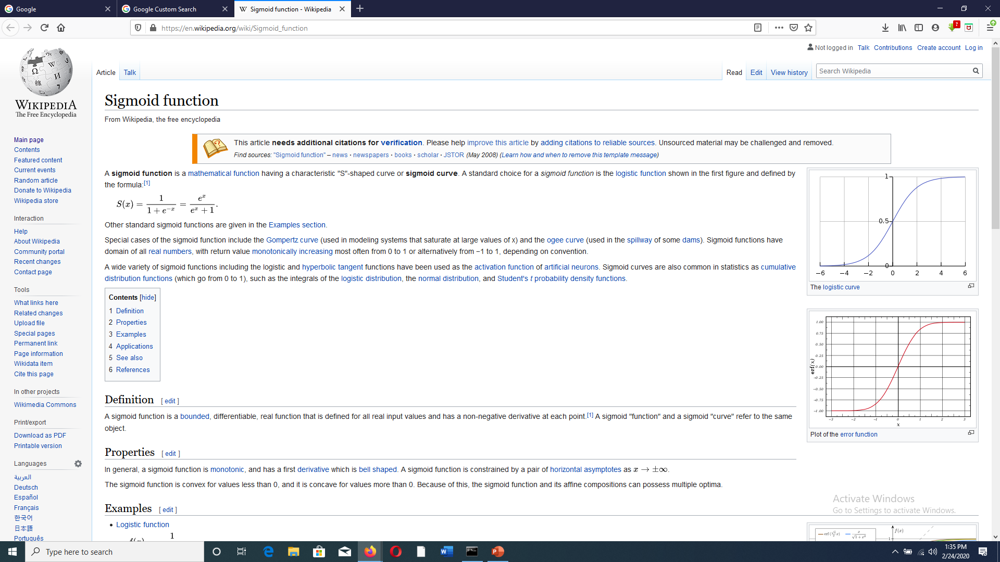 Google
Google Custom Search
Sigmoid function - Wikipedia
https://en.wikipedia.org/wiki/Sigmoid_function
Not logged in Talk Contributions Create account Log in
Article Talk
Read Edit View history
Search Wikipedia
WIKIPEDIA
The Free Encyclopedia
Main page
Contents
Featured content
Current events
Random article
Donate to Wikipedia
Wikipedia store
Interaction
Help
About Wikipedia
Community portal
Recent changes
Contact page
Tools
What links here
Related changes
Upload file
Special pages
Permanent link
Page information
Wikidata item
Cite this page
In other projects
Wikimedia Commons
Print/export
Download as PDF
Printable version
Languages
العربية
Deutsch
Español
Français
한국어
日本語
Português
Sigmoid function
From Wikipedia, the free encyclopedia
This article needs additional citations for verification. Please help improve this article by adding citations to reliable sources. Unsourced material may be challenged and removed.
Find sources: "Sigmoid function" – news · newspapers · books · scholar · JSTOR (May 2008) (Learn how and when to remove this template message)
A sigmoid function is a mathematical function having a characteristic "S"-shaped curve or sigmoid curve. A standard choice for a sigmoid function is the logistic function shown in the first figure and defined by
the formula:[1]
S(x) = 1 / (1 + e^−x) = e^x / (e^x + 1).
Other standard sigmoid functions are given in the Examples section.
Special cases of the sigmoid function include the Gompertz curve (used in modeling systems that saturate at large values of x) and the ogee curve (used in the spillway of some dams). Sigmoid functions have
domain of all real numbers, with return value monotonically increasing most often from 0 to 1 or alternatively from −1 to 1, depending on convention.
A wide variety of sigmoid functions including the logistic and hyperbolic tangent functions have been used as the activation function of artificial neurons. Sigmoid curves are also common in statistics as cumulative
distribution functions (which go from 0 to 1), such as the integrals of the logistic distribution, the normal distribution, and Student's t probability density functions.
Contents [hide]
1 Definition
2 Properties
3 Examples
4 Applications
5 See also
6 References
Definition [ edit ]
A sigmoid function is a bounded, differentiable, real function that is defined for all real input values and has a non-negative derivative at each point.[1] A sigmoid "function" and a sigmoid "curve" refer to the same
object.
Properties [ edit ]
In general, a sigmoid function is monotonic, and has a first derivative which is bell shaped. A sigmoid function is constrained by a pair of horizontal asymptotes as x → ±∞.
The sigmoid function is convex for values less than 0, and it is concave for values more than 0. Because of this, the sigmoid function and its affine compositions can possess multiple optima.
Examples [ edit ]
• Logistic function
1
1
0.5
0
−6 −4 −2 0 2 4 6
The logistic curve
1.00
0.75
0.50
0.25
0.00
−0.25
−0.50
−0.75
−1.00
erf(x)
−3 −2 −1 0 1 2 3
x
Plot of the error function
f(x)
1
Activate Windows
Go to Settings to activate Windows.
Type here to search
1:35 PM
2/24/2020